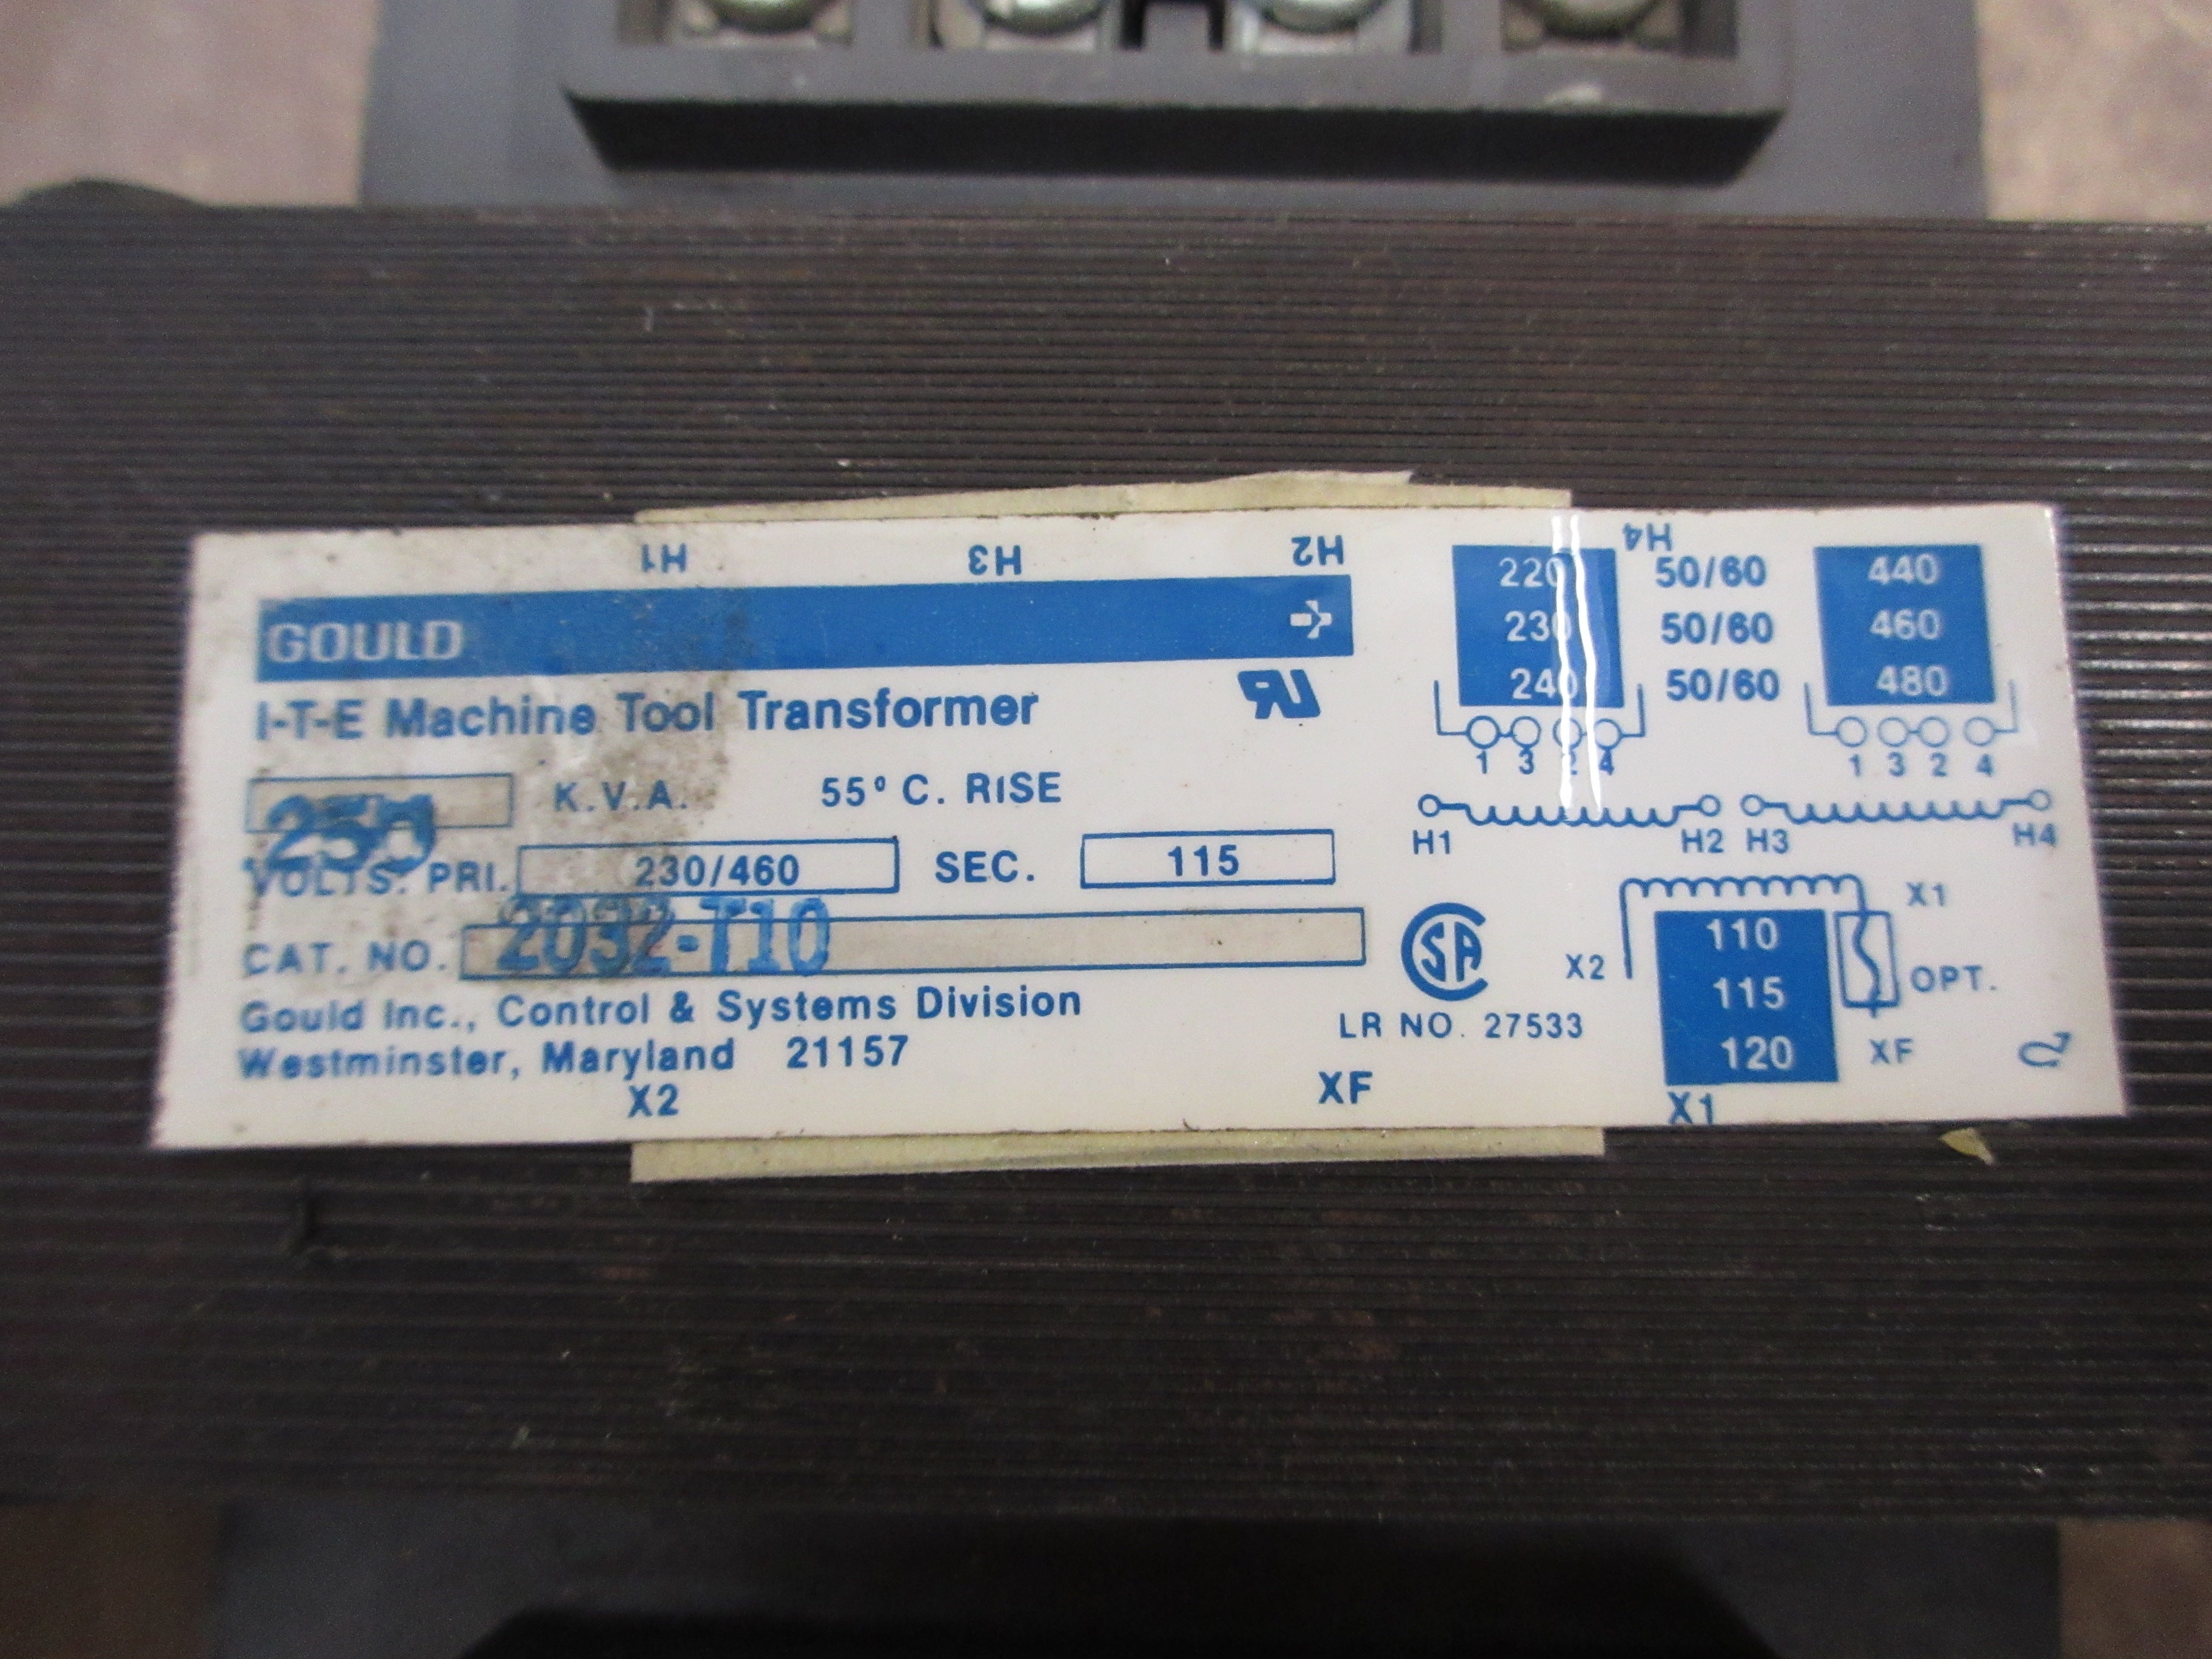 H1 H3 H2 H4
GOULD
I-T-E Machine Tool Transformer
K.V.A. 55° C. RISE
VOLTS. PRI. 230/460 SEC. 115
CAT. NO. 2032-T10
Gould Inc., Control & Systems Division
Westminster, Maryland 21157
X2 XF X1
220 50/60 440
230 50/60 460
240 50/60 480
1 3 2 4 1 3 2 4
H1 H2 H3 H4
SA
LR NO. 27533
X1
X2
110
115
120
OPT.
XF